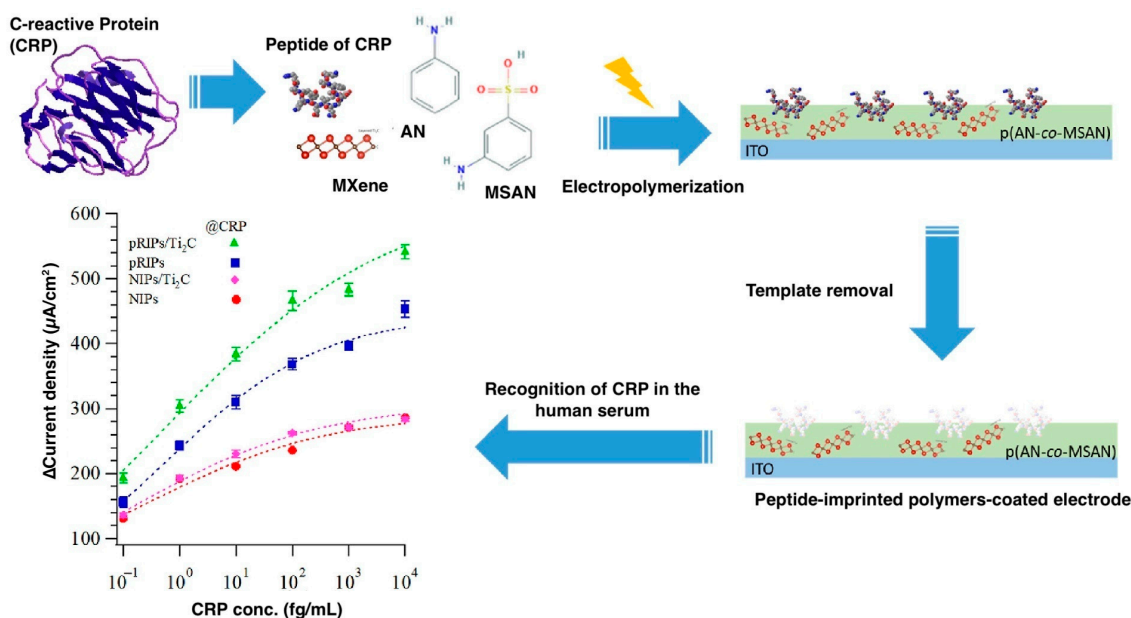 C-reactive Protein
(CRP)
Peptide of CRP
H
H
N
AN
H
O
O
S
O
H
N
H
MSAN
MXene
Electropolymerization
p(AN-co-MSAN)
ITO
Template removal
p(AN-co-MSAN)
ITO
Peptide-imprinted polymers-coated electrode
Recognition of CRP in the
human serum
@CRP
pRIPs/Ti₂C
pRIPs
NIPs/Ti₂C
NIPs
ΔCurrent density (µA/cm²)
600
500
400
300
200
100
10⁻¹ 10⁰ 10¹ 10² 10³ 10⁴
CRP conc. (fg/mL)